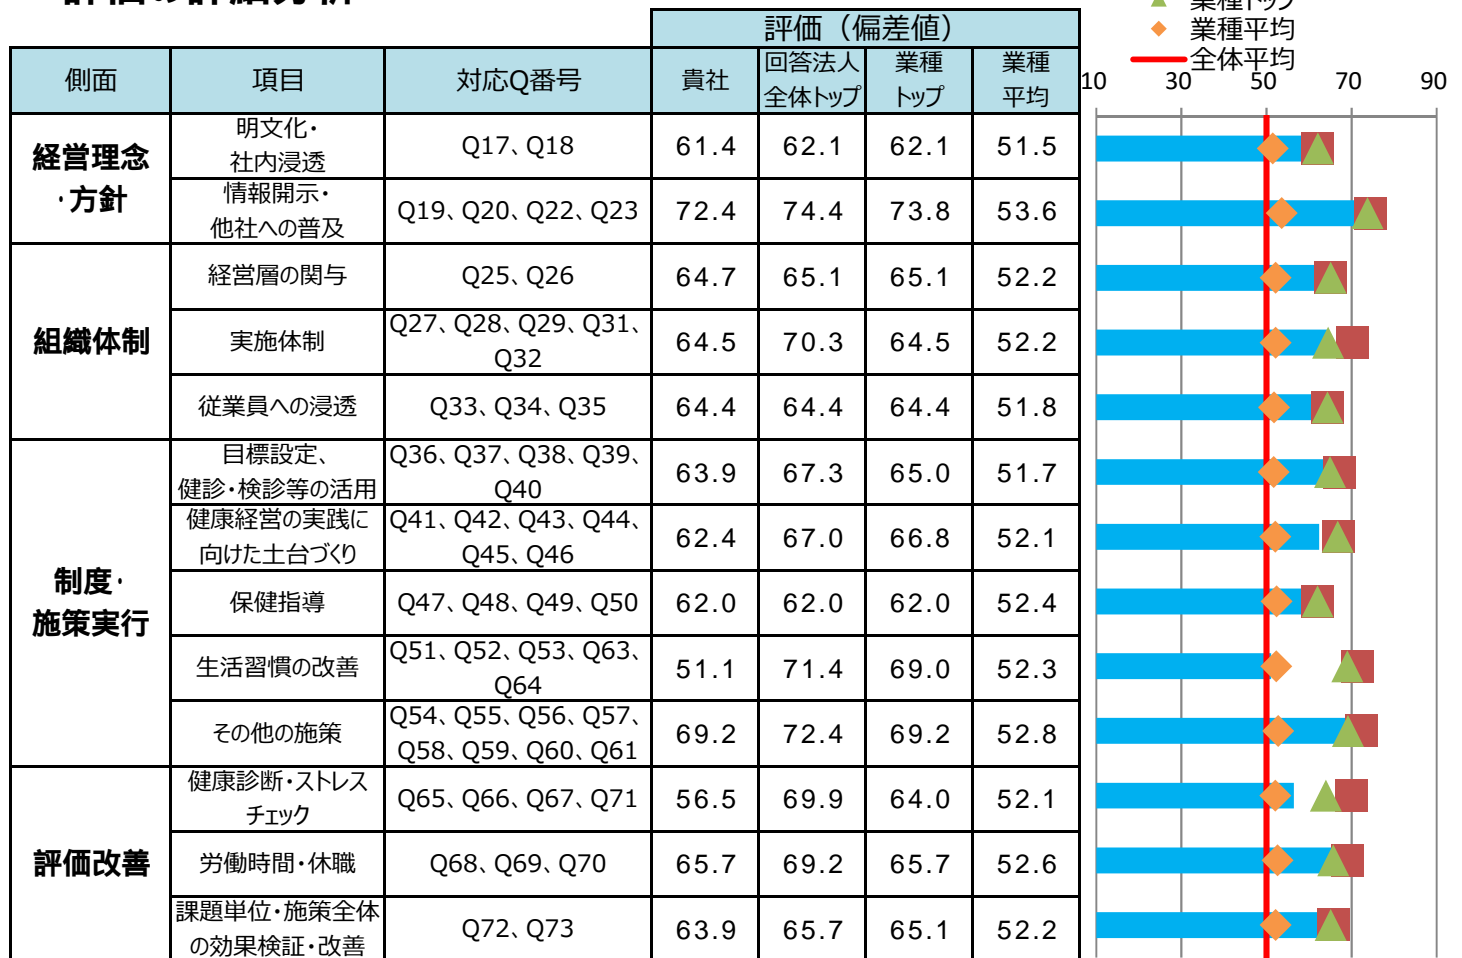 評価の詳細分析
業種トップ
業種平均
全体平均
評価（偏差値）
側面 項目 対応Q番号 貴社 回答法人 全体トップ 業種 トップ 業種 平均
10 30 50 70 90
経営理念
・方針
明文化・
社内浸透
Q17、Q18 61.4 62.1 62.1 51.5
情報開示・
他社への普及
Q19、Q20、Q22、Q23 72.4 74.4 73.8 53.6
組織体制
経営層の関与 Q25、Q26 64.7 65.1 65.1 52.2
実施体制
Q27、Q28、Q29、Q31、
Q32
64.5 70.3 64.5 52.2
従業員への浸透 Q33、Q34、Q35 64.4 64.4 64.4 51.8
制度・
施策実行
目標設定、
健診・検診等の活用
Q36、Q37、Q38、Q39、
Q40
63.9 67.3 65.0 51.7
健康経営の実践に
向けた土台づくり
Q41、Q42、Q43、Q44、
Q45、Q46
62.4 67.0 66.8 52.1
保健指導 Q47、Q48、Q49、Q50 62.0 62.0 62.0 52.4
生活習慣の改善
Q51、Q52、Q53、Q63、
Q64
51.1 71.4 69.0 52.3
その他の施策
Q54、Q55、Q56、Q57、
Q58、Q59、Q60、Q61
69.2 72.4 69.2 52.8
評価改善
健康診断・ストレス
チェック
Q65、Q66、Q67、Q71 56.5 69.9 64.0 52.1
労働時間・休職 Q68、Q69、Q70 65.7 69.2 65.7 52.6
課題単位・施策全体
の効果検証・改善
Q72、Q73 63.9 65.7 65.1 52.2